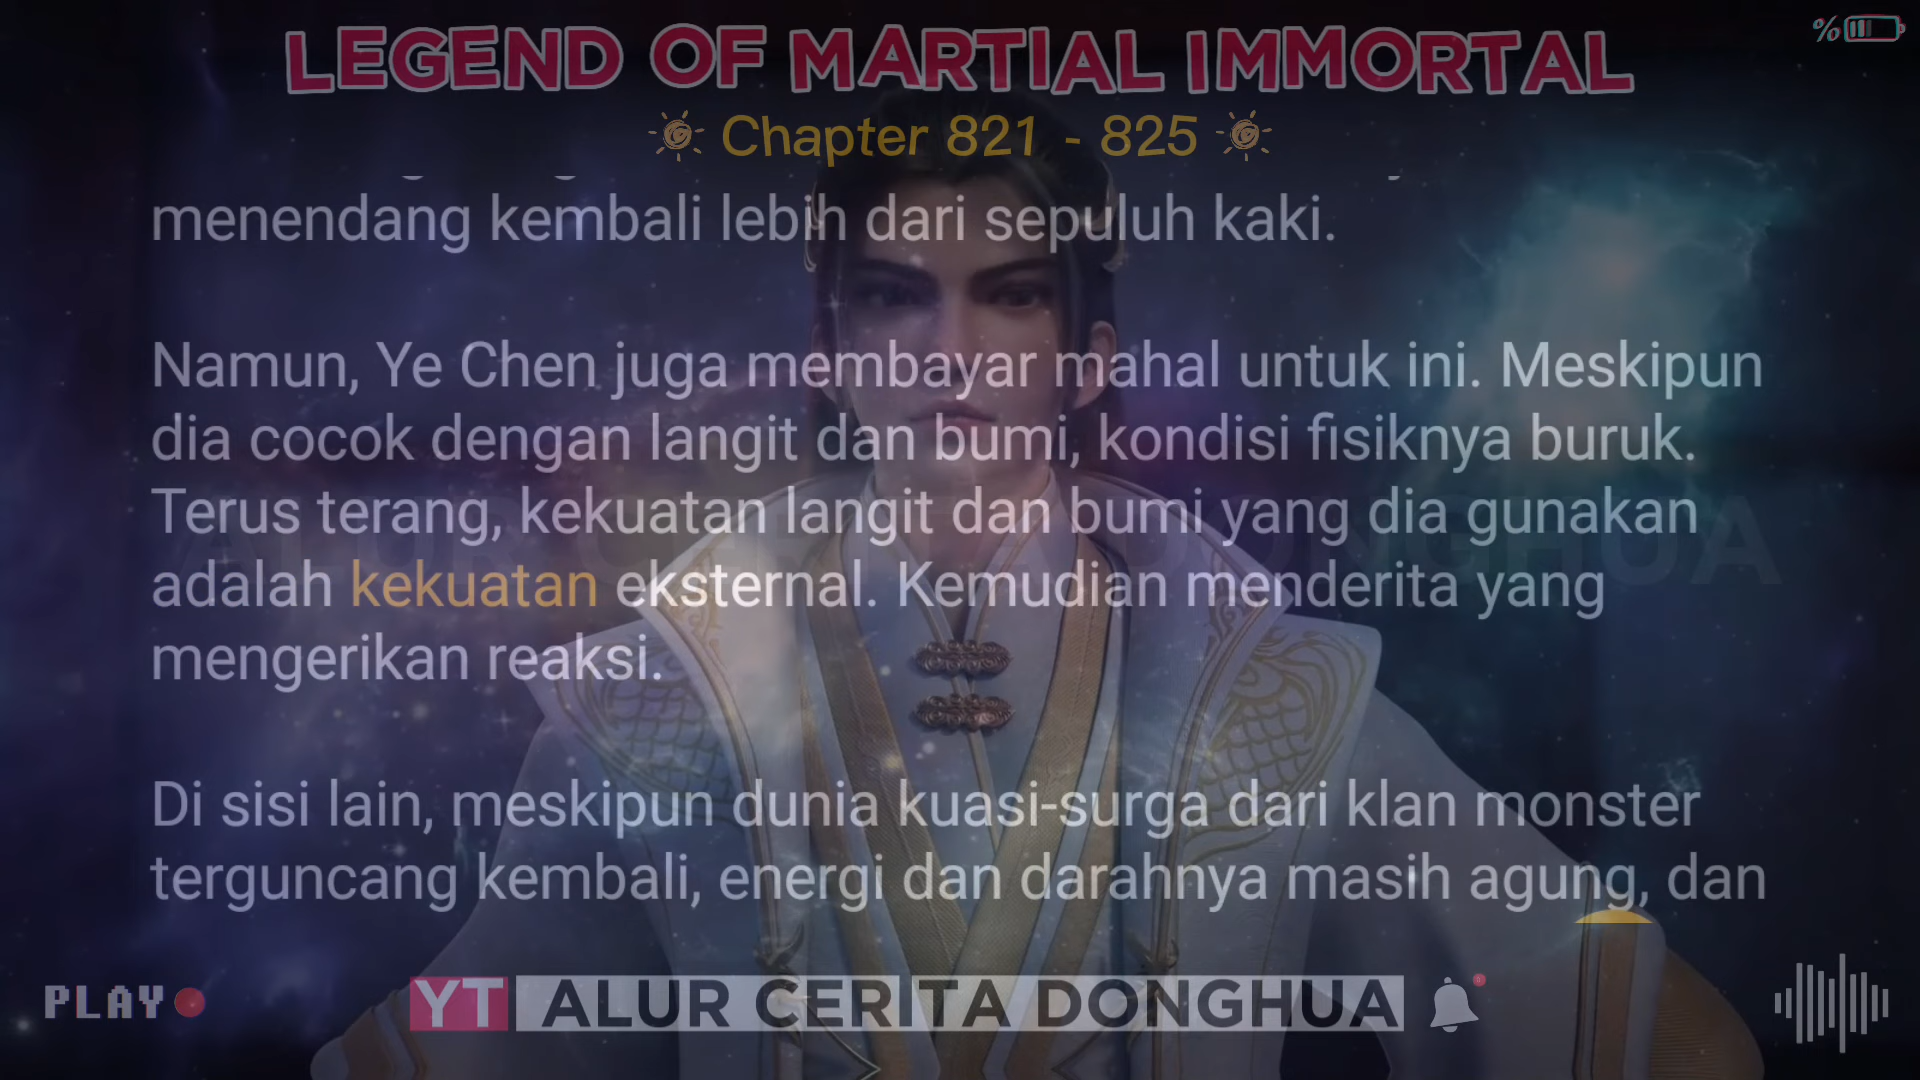 LEGEND OF MARTIAL IMMORTAL
%
Chapter 821 - 825
menendang kembali lebih dari sepuluh kaki.
Namun, Ye Chen juga membayar mahal untuk ini. Meskipun
dia cocok dengan langit dan bumi, kondisi fisiknya buruk.
Terus terang, kekuatan langit dan bumi yang dia gunakan
adalah kekuatan eksternal. Kemudian menderita yang
mengerikan reaksi.
ALUR CERITA DONGHUA
Di sisi lain, meskipun dunia kuasi-surga dari klan monster
terguncang kembali, energi dan darahnya masih agung, dan
PLAY
YT ALUR CERITA DONGHUA